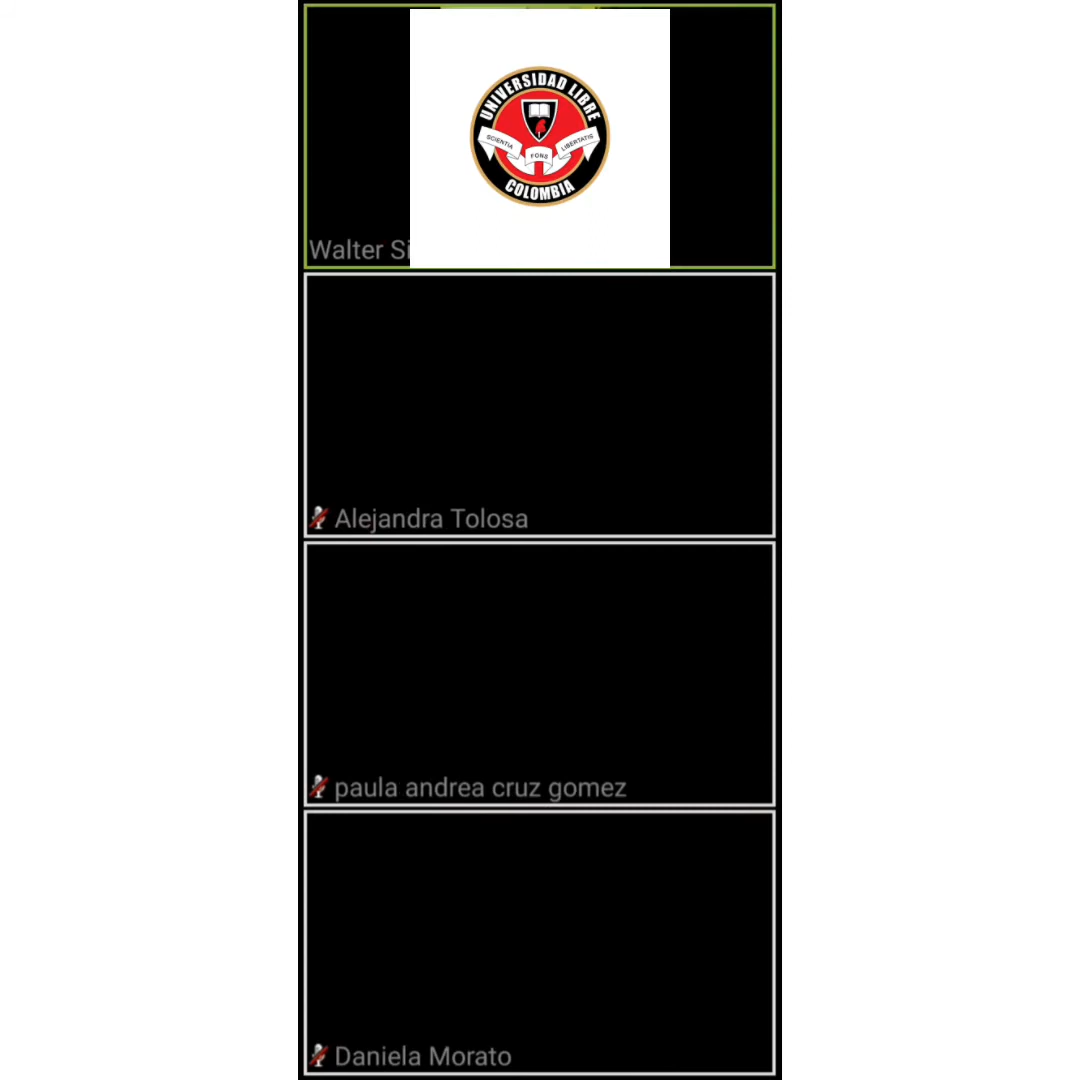 UNIVERSIDAD LIBRE
SCIENTIA
FONS
LIBERTATIS
COLOMBIA
Walter Si
Alejandra Tolosa
paula andrea cruz gomez
Daniela Morato